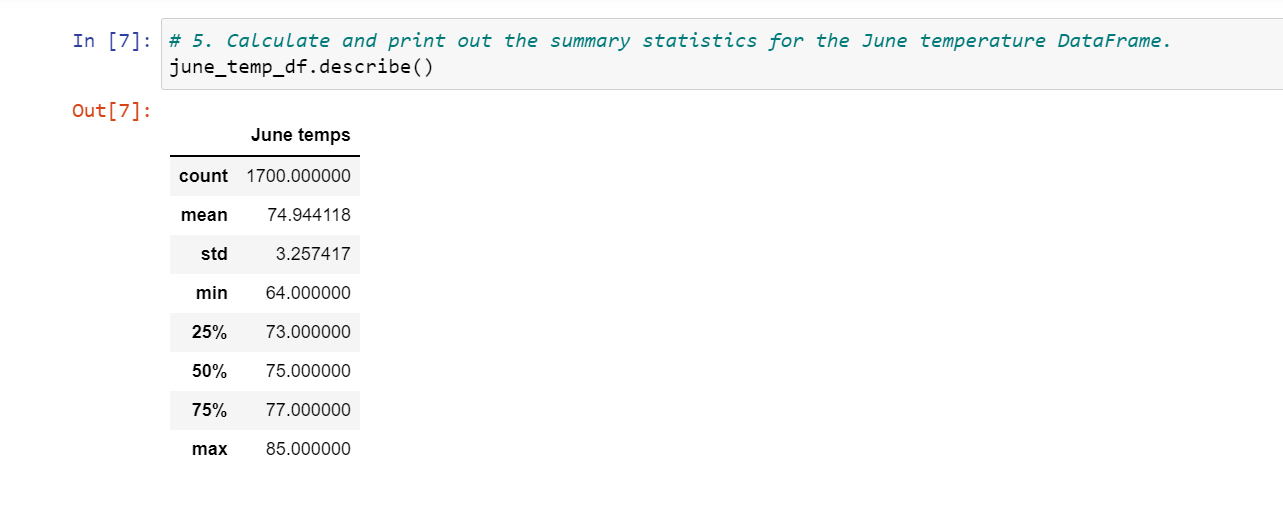 In [7]: # 5. Calculate and print out the summary statistics for the June temperature DataFrame.
june_temp_df.describe()
Out[7]:
June temps
count 1700.000000
mean 74.944118
std 3.257417
min 64.000000
25% 73.000000
50% 75.000000
75% 77.000000
max 85.000000